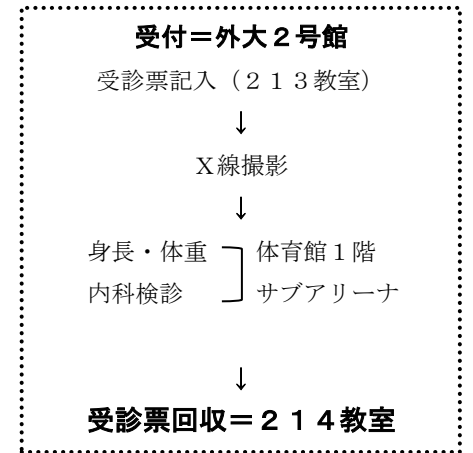 受付＝外大２号館
受診票記入（２１３教室）
↓
Ｘ線撮影
↓
身長・体重 体育館１階
内科検診 サブアリーナ
↓
受診票回収＝２１４教室